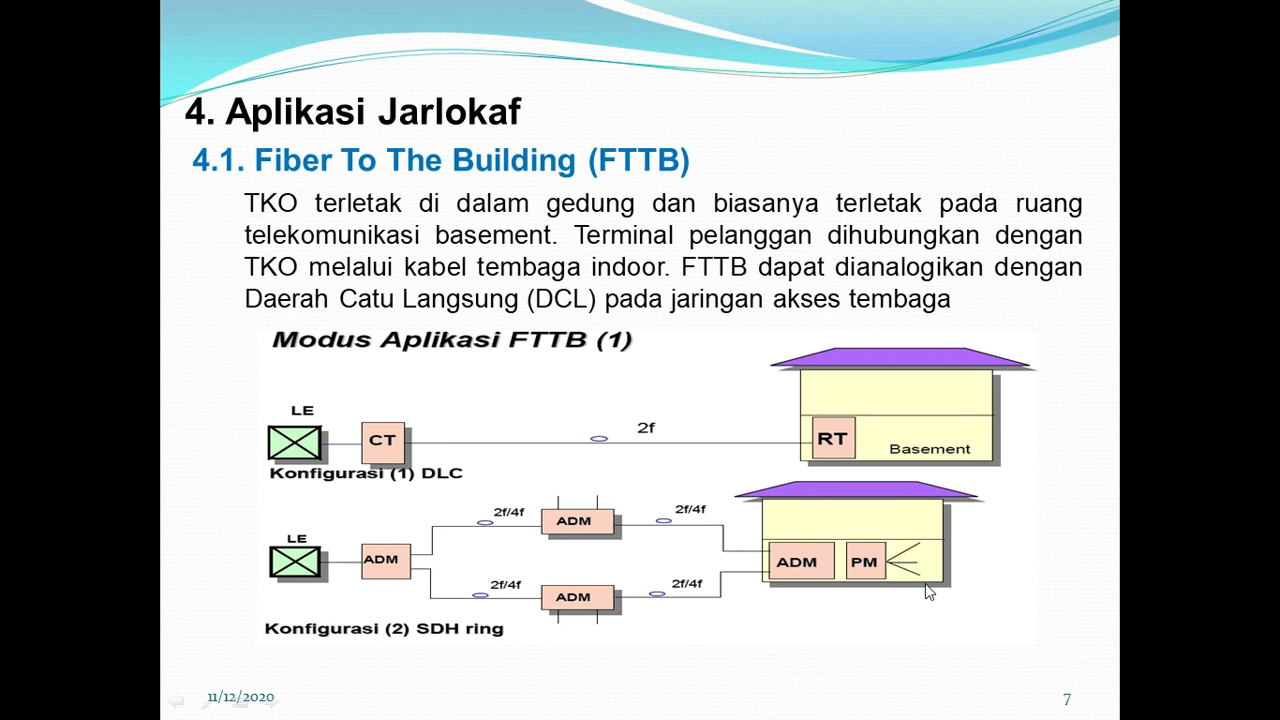 4. Aplikasi Jarlokaf
4.1. Fiber To The Building (FTTB)
TKO terletak di dalam gedung dan biasanya terletak pada ruang
telekomunikasi basement. Terminal pelanggan dihubungkan dengan
TKO melalui kabel tembaga indoor. FTTB dapat dianalogikan dengan
Daerah Catu Langsung (DCL) pada jaringan akses tembaga
Modus Aplikasi FTTB (1)
LE
CT
2f
RT
Basement
Konfigurasi (1) DLC
LE
ADM
2f/4f
ADM
2f/4f
2f/4f
ADM
2f/4f
ADM
PM
Konfigurasi (2) SDH ring
11/12/2020
7